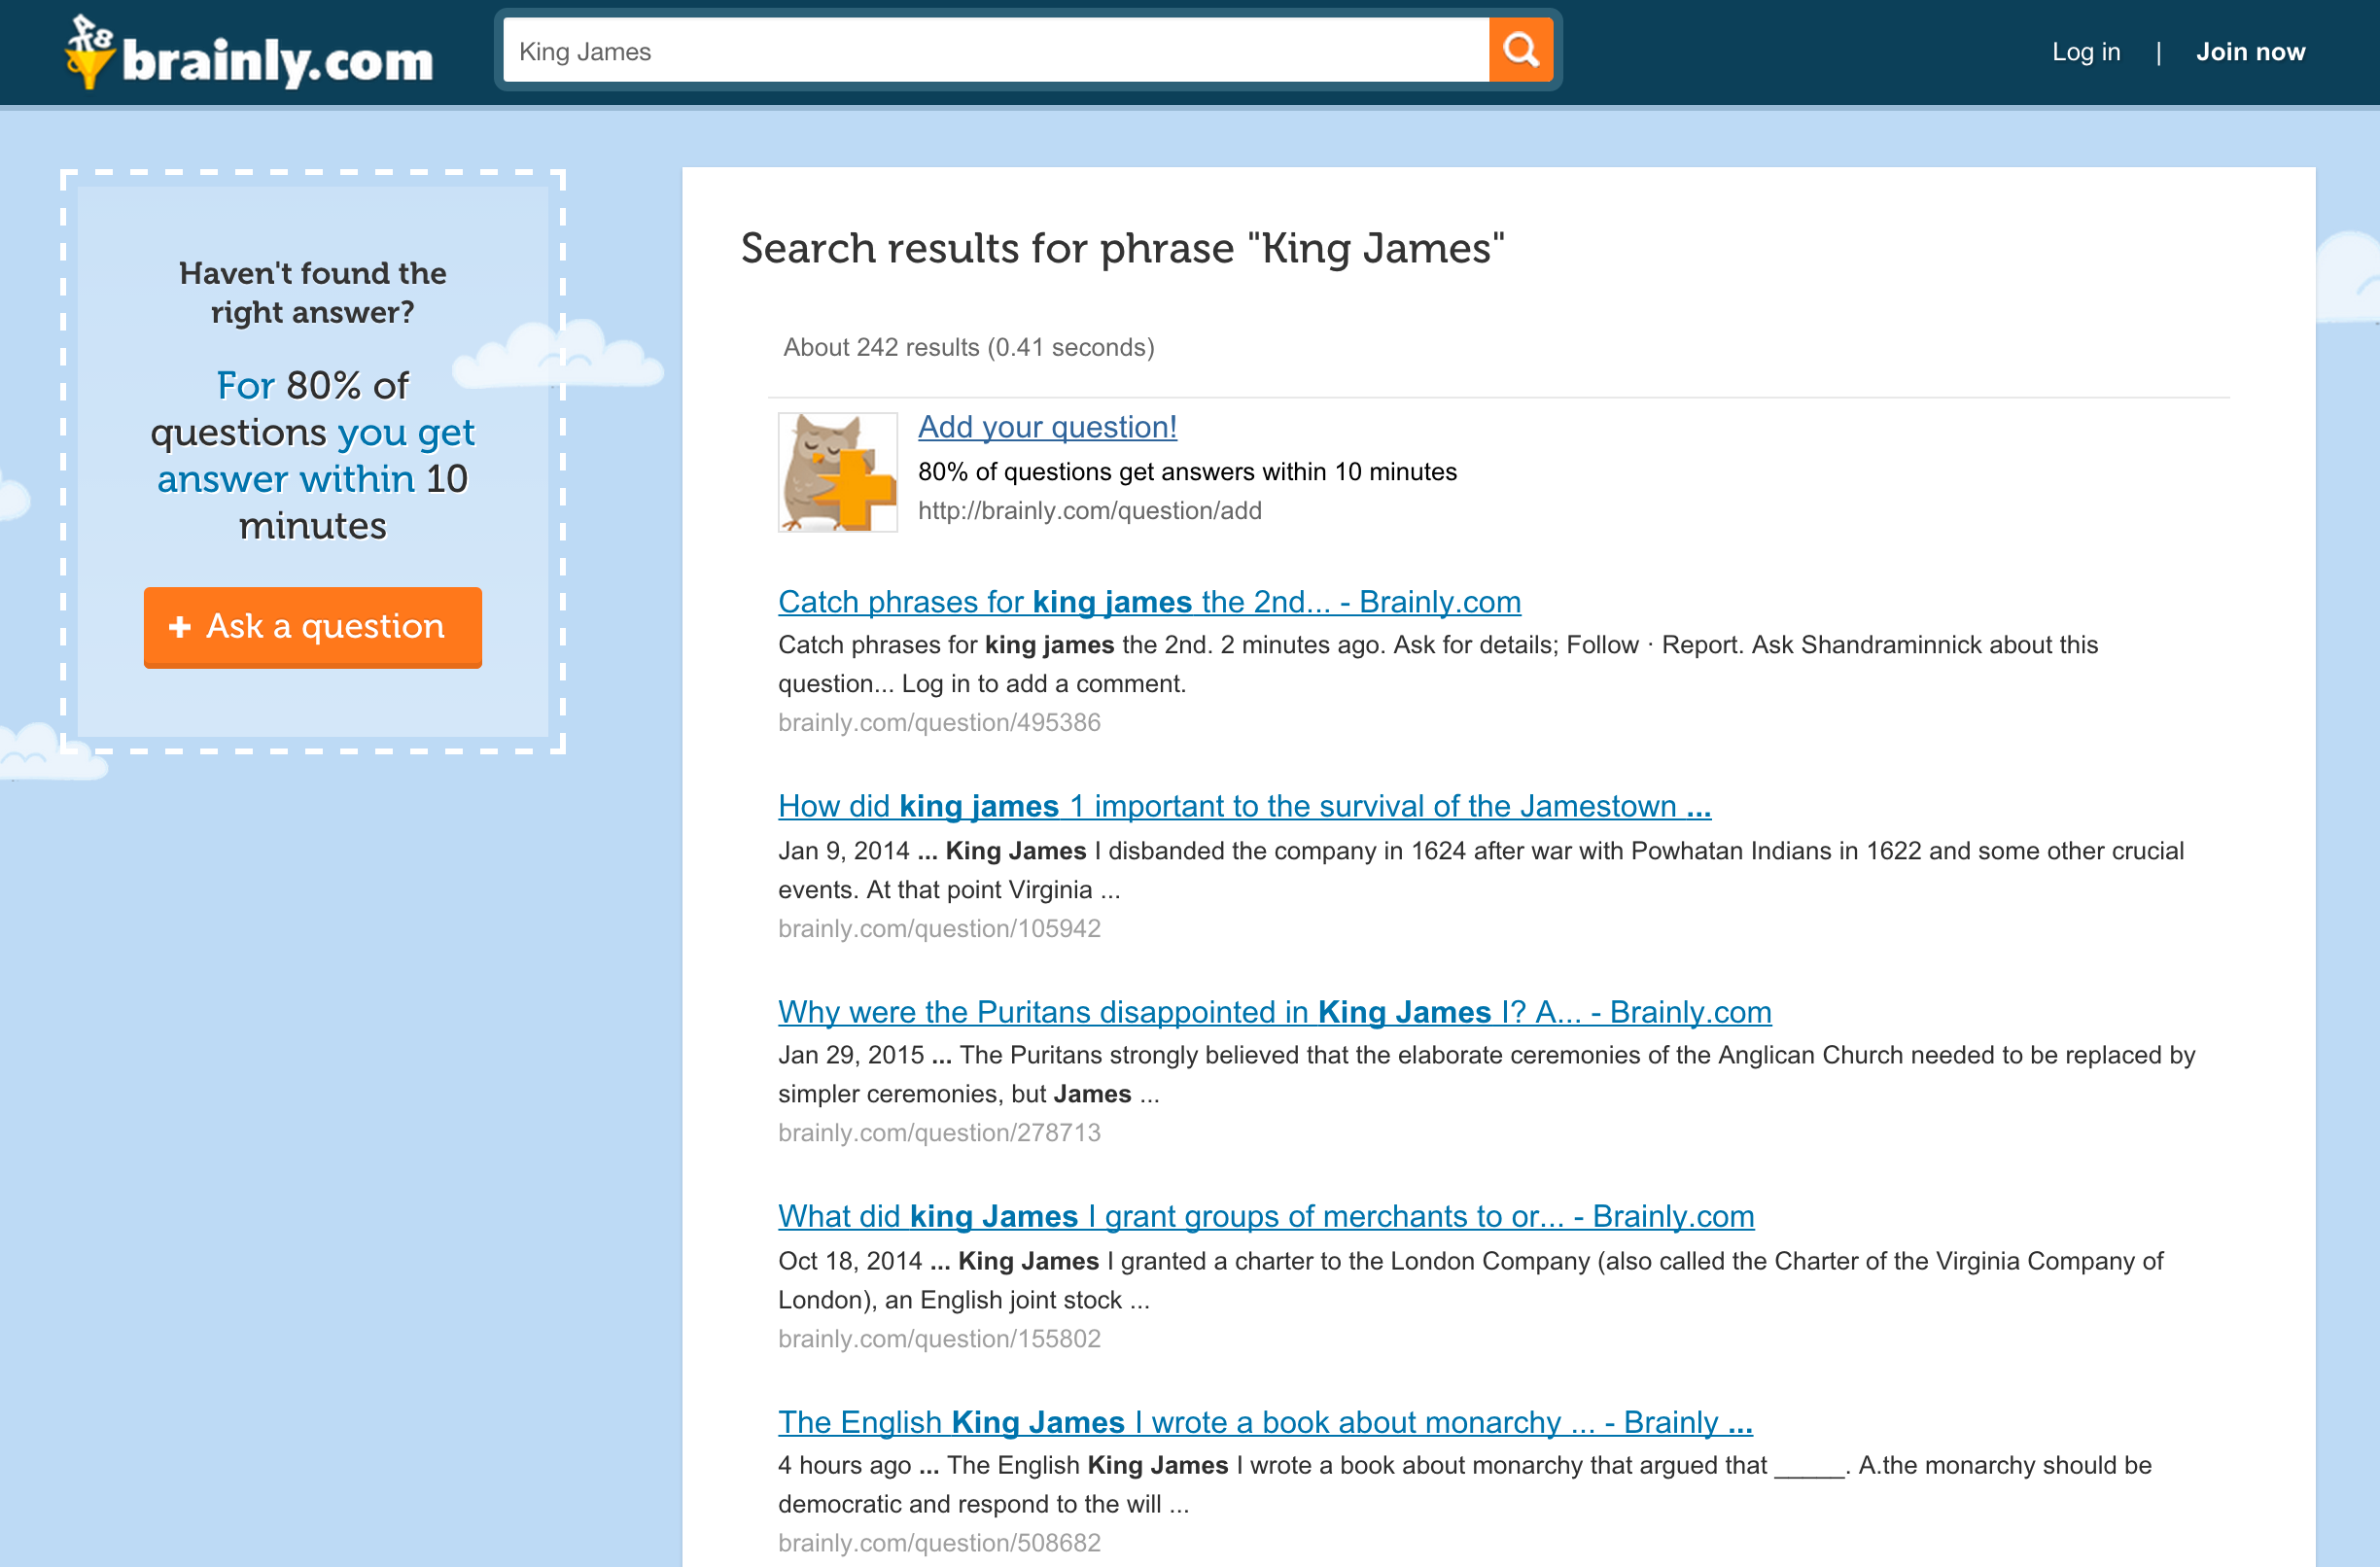 brainly.com
King James
Log in | Join now
Haven't found the
right answer?
For 80% of
questions you get
answer within 10
minutes
+ Ask a question
Search results for phrase "King James"
About 242 results (0.41 seconds)
Add your question!
80% of questions get answers within 10 minutes
http://brainly.com/question/add
Catch phrases for king james the 2nd... - Brainly.com
Catch phrases for king james the 2nd. 2 minutes ago. Ask for details; Follow · Report. Ask Shandraminnick about this
question... Log in to add a comment.
brainly.com/question/495386
How did king james 1 important to the survival of the Jamestown ...
Jan 9, 2014 ... King James I disbanded the company in 1624 after war with Powhatan Indians in 1622 and some other crucial
events. At that point Virginia ...
brainly.com/question/105942
Why were the Puritans disappointed in King James I? A... - Brainly.com
Jan 29, 2015 ... The Puritans strongly believed that the elaborate ceremonies of the Anglican Church needed to be replaced by
simpler ceremonies, but James ...
brainly.com/question/278713
What did king James I grant groups of merchants to or... - Brainly.com
Oct 18, 2014 ... King James I granted a charter to the London Company (also called the Charter of the Virginia Company of
London), an English joint stock ...
brainly.com/question/155802
The English King James I wrote a book about monarchy ... - Brainly ...
4 hours ago ... The English King James I wrote a book about monarchy that argued that _____. A.the monarchy should be
democratic and respond to the will ...
brainly.com/question/508682